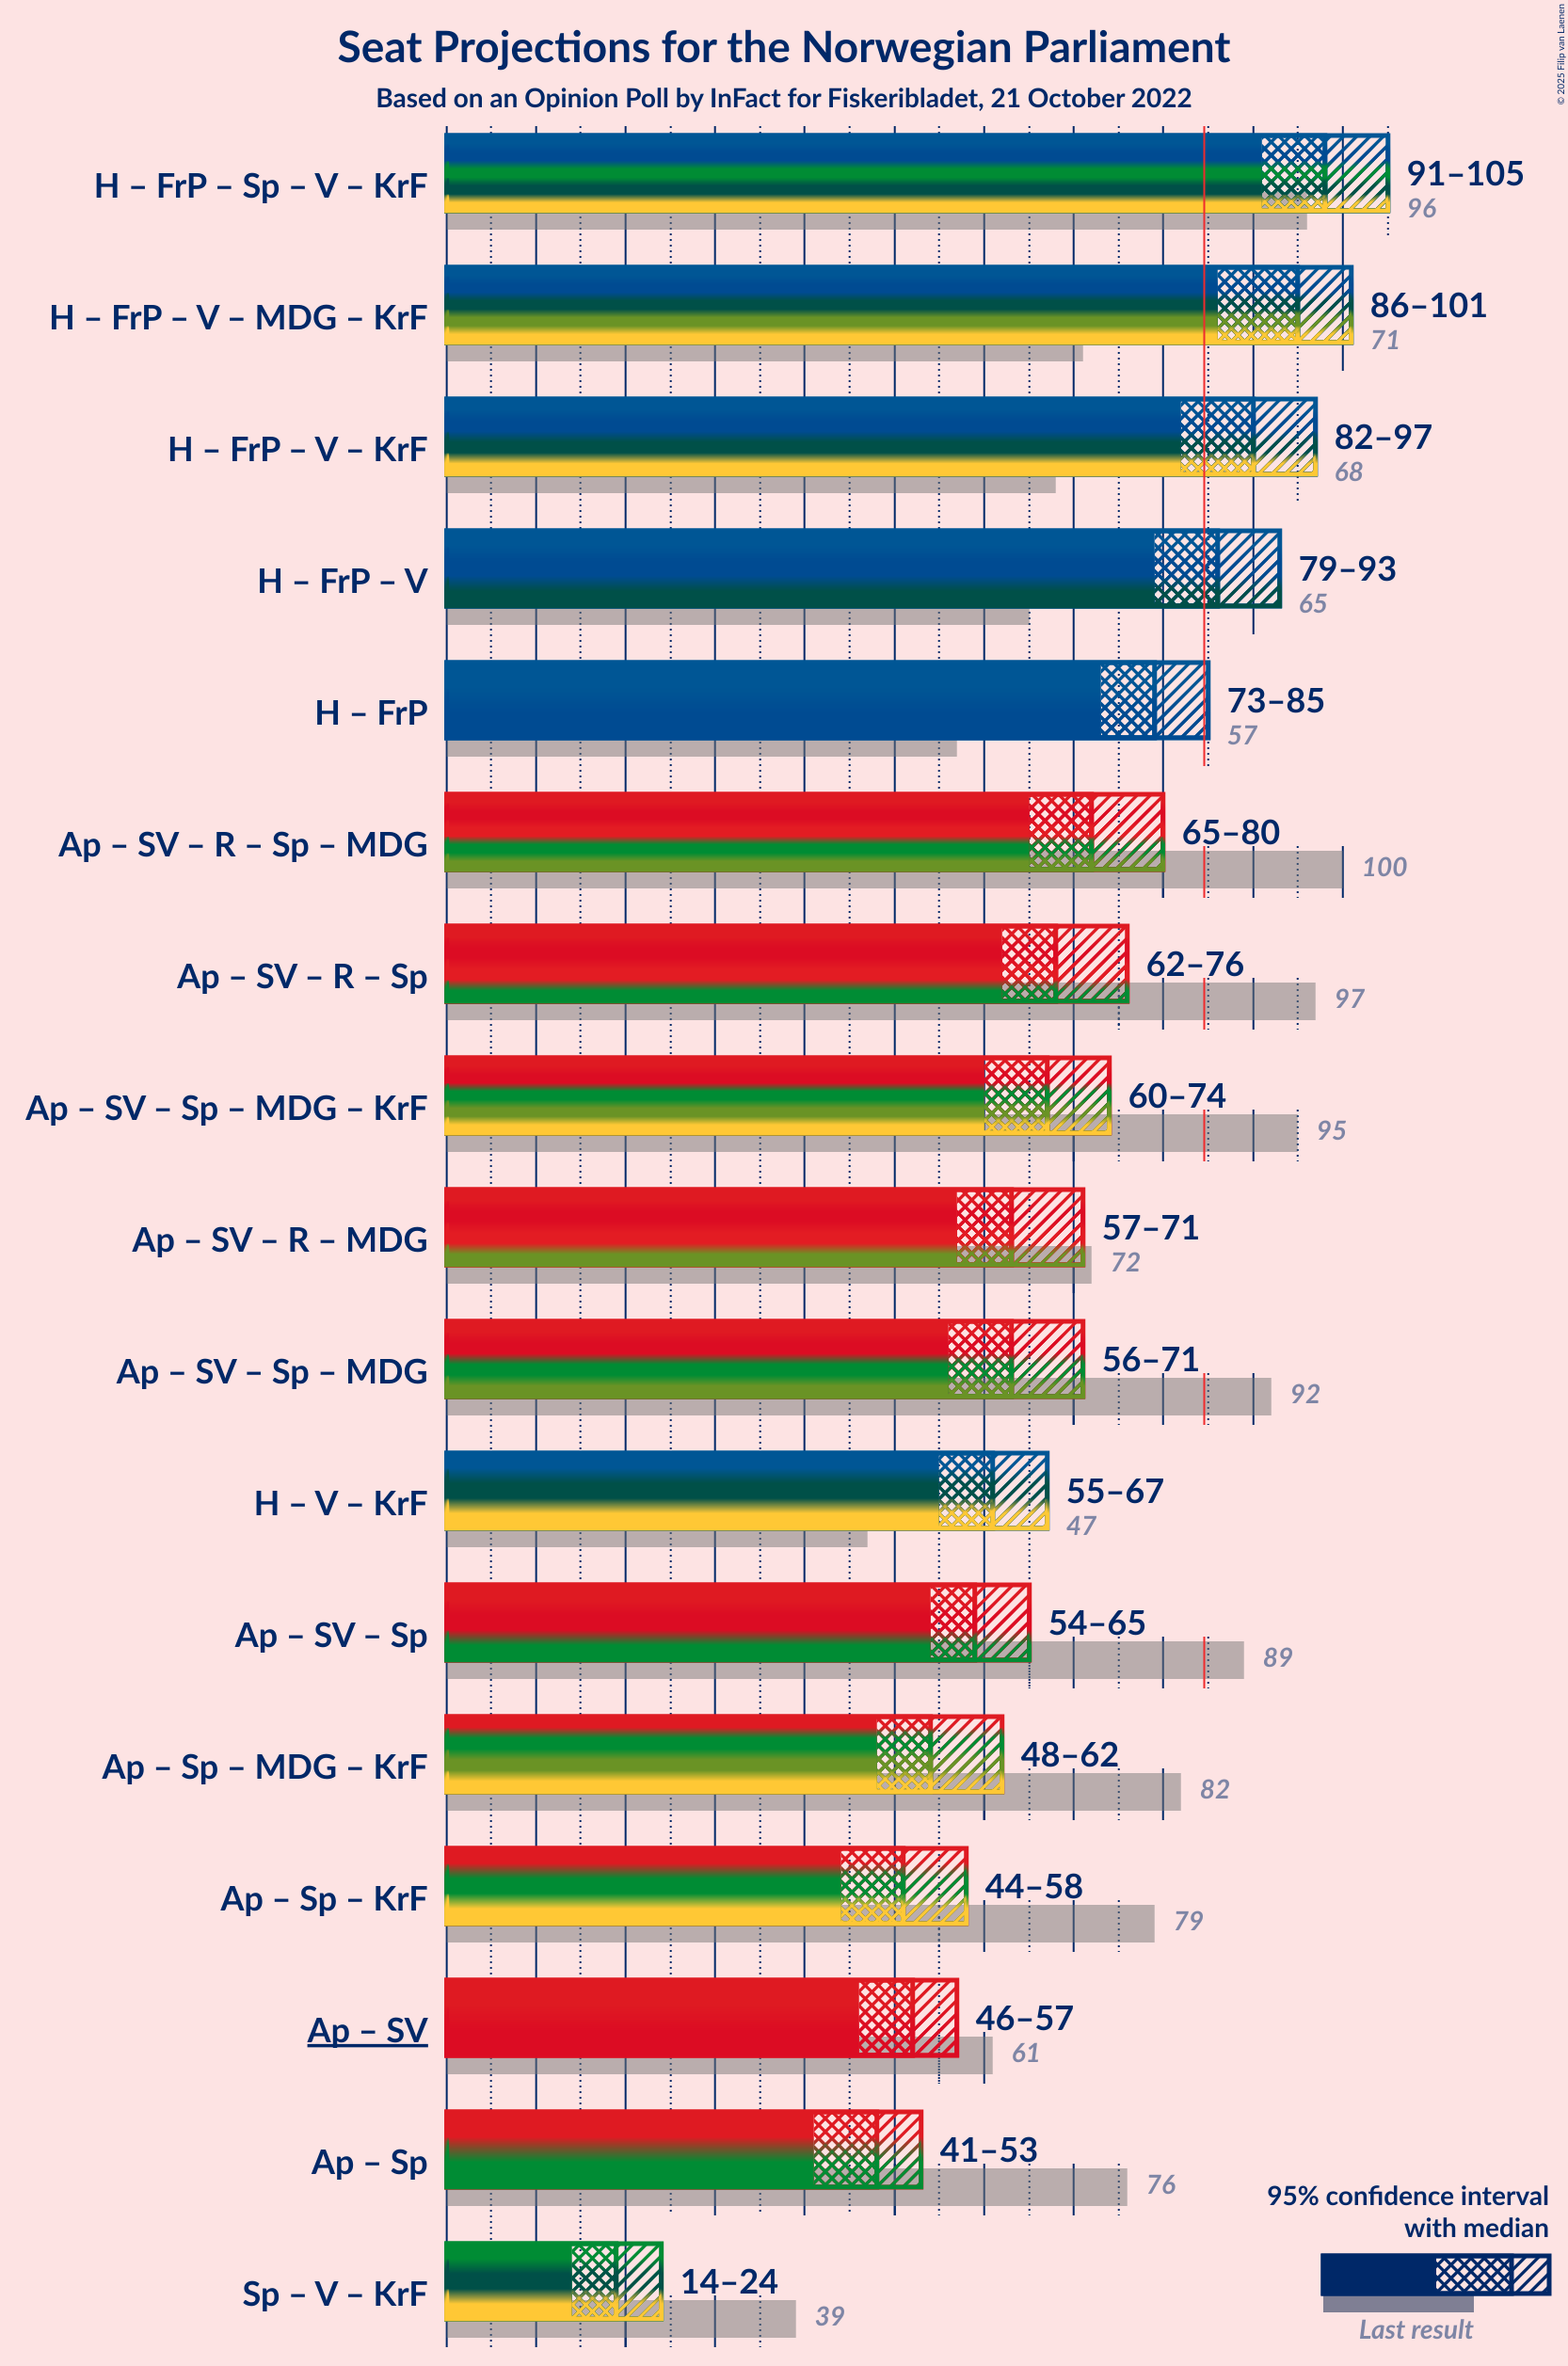 Seat Projections for the Norwegian Parliament
Based on an Opinion Poll by InFact for Fiskeribladet, 21 October 2022
© 2025 Filip van Laenen
H – FrP – Sp – V – KrF
91–105
96
H – FrP – V – MDG – KrF
86–101
71
H – FrP – V – KrF
82–97
68
H – FrP – V
79–93
65
H – FrP
73–85
57
Ap – SV – R – Sp – MDG
65–80
100
Ap – SV – R – Sp
62–76
97
Ap – SV – Sp – MDG – KrF
60–74
95
Ap – SV – R – MDG
57–71
72
Ap – SV – Sp – MDG
56–71
92
H – V – KrF
55–67
47
Ap – SV – Sp
54–65
89
Ap – Sp – MDG – KrF
48–62
82
Ap – Sp – KrF
44–58
79
Ap – SV
46–57
61
Ap – Sp
41–53
76
Sp – V – KrF
14–24
39
95% confidence interval
with median
Last result